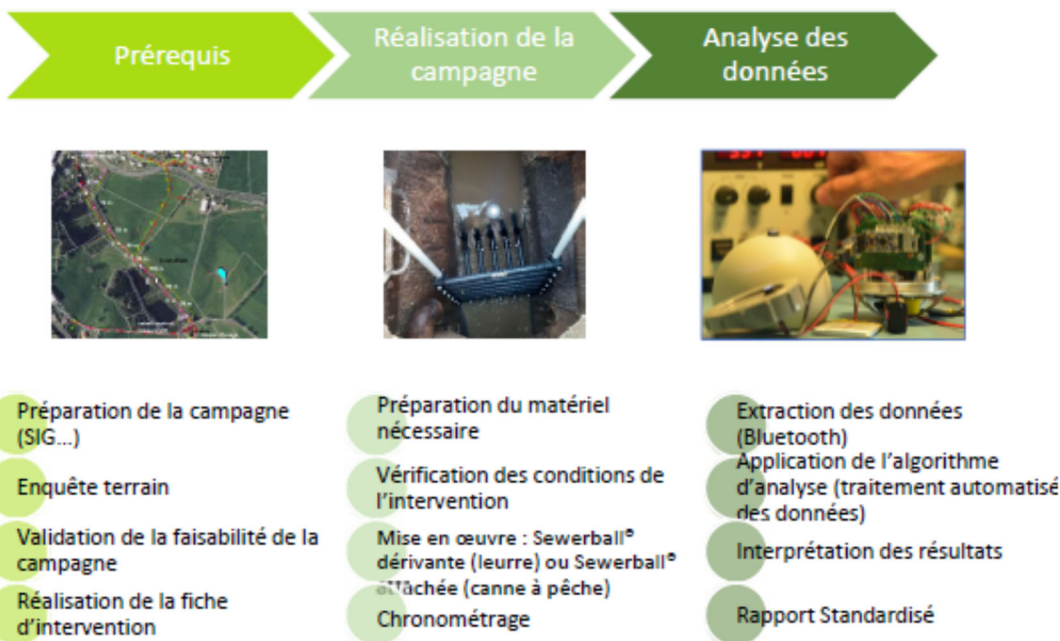 Prérequis
Réalisation de la
campagne
Analyse des
données
Préparation de la campagne
(SIG...)
Enquête terrain
Validation de la faisabilité de la
campagne
Réalisation de la fiche
d'intervention
Préparation du matériel
nécessaire
Vérification des conditions de
l'intervention
Mise en œuvre : Sewerball®
dérivante (leurre) ou Sewerball®
attachée (canne à pêche)
Chronométrage
Extraction des données
(Bluetooth)
Application de l'algorithme
d'analyse (traitement automatisé
des données)
Interprétation des résultats
Rapport Standardisé